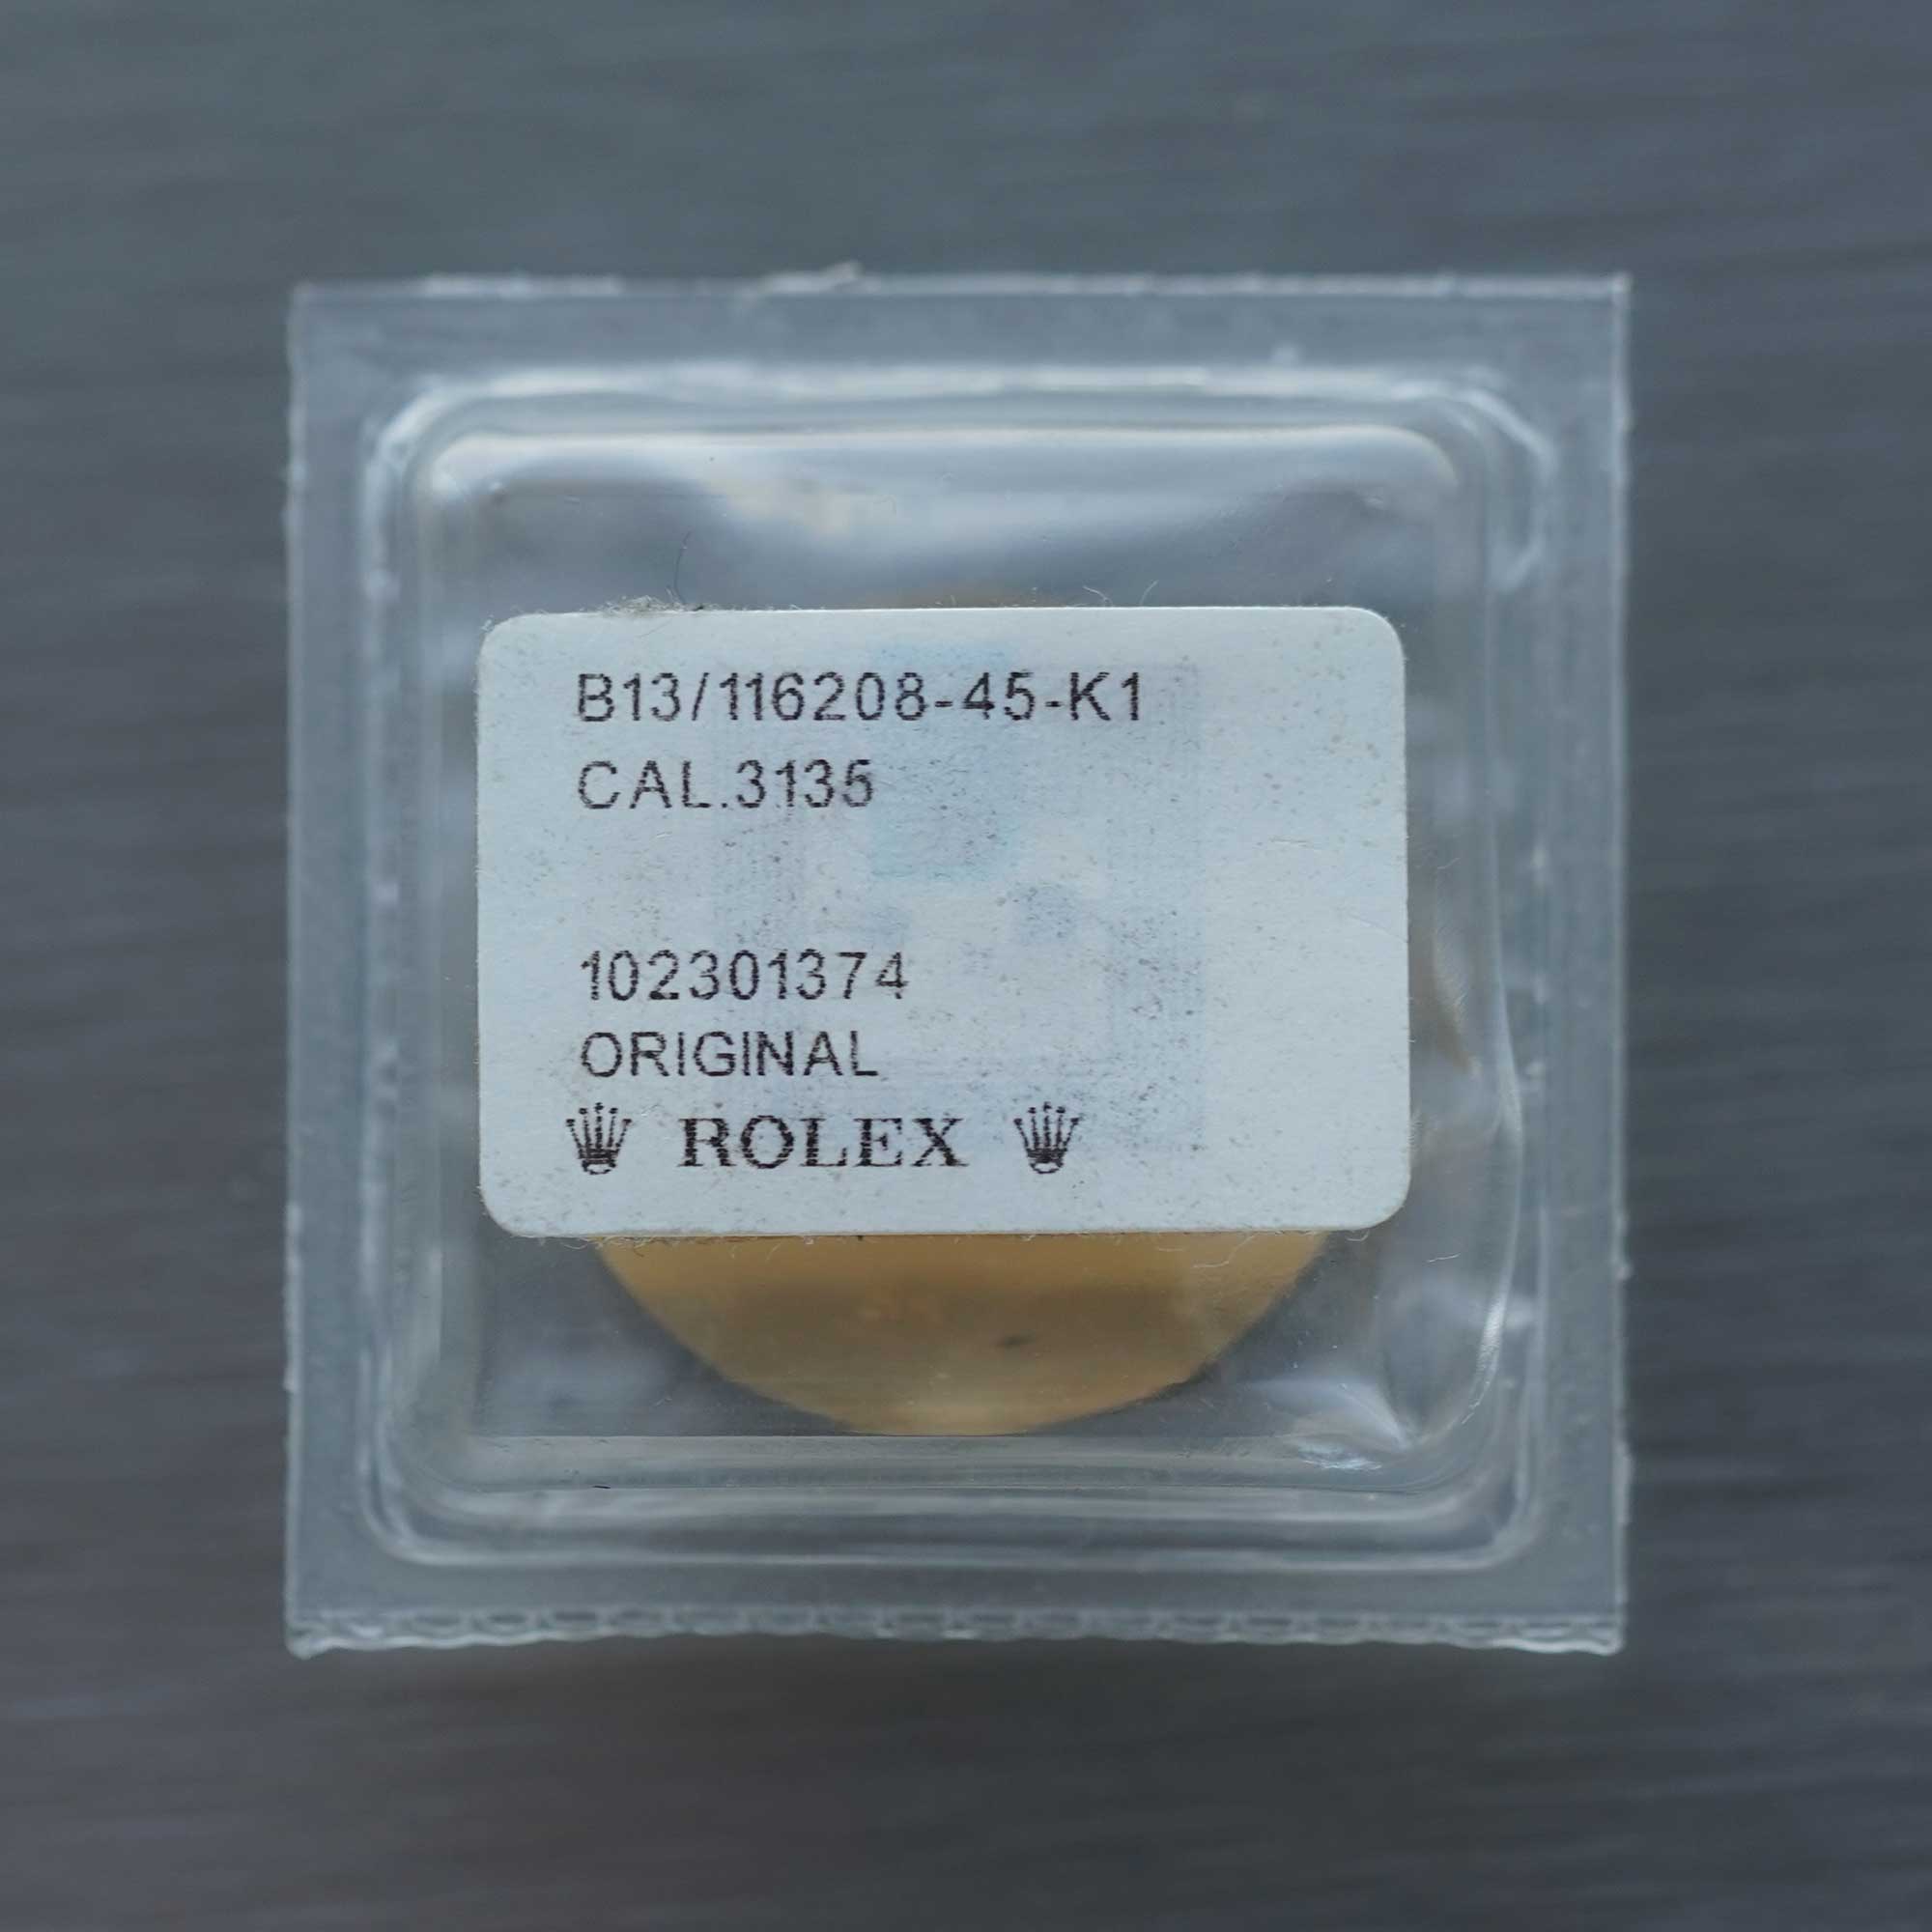 B13/116208-45-K1
CAL.3135
102301374
ORIGINAL
ROLEX